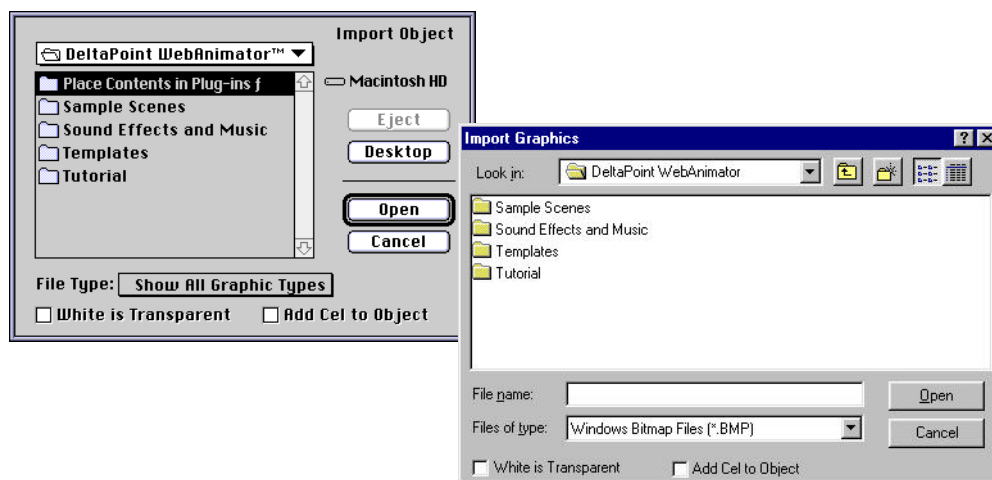 Import Object
DeltaPoint WebAnimator™
Place Contents in Plug-ins ƒ
Sample Scenes
Sound Effects and Music
Templates
Tutorial
Macintosh HD
Eject
Desktop
Open
Cancel
File Type: Show All Graphic Types
White is Transparent Add Cel to Object
Import Graphics
Look in: DeltaPoint WebAnimator
Sample Scenes
Sound Effects and Music
Templates
Tutorial
File name: Open
Files of type: Windows Bitmap Files (*.BMP) Cancel
White is Transparent Add Cel to Object